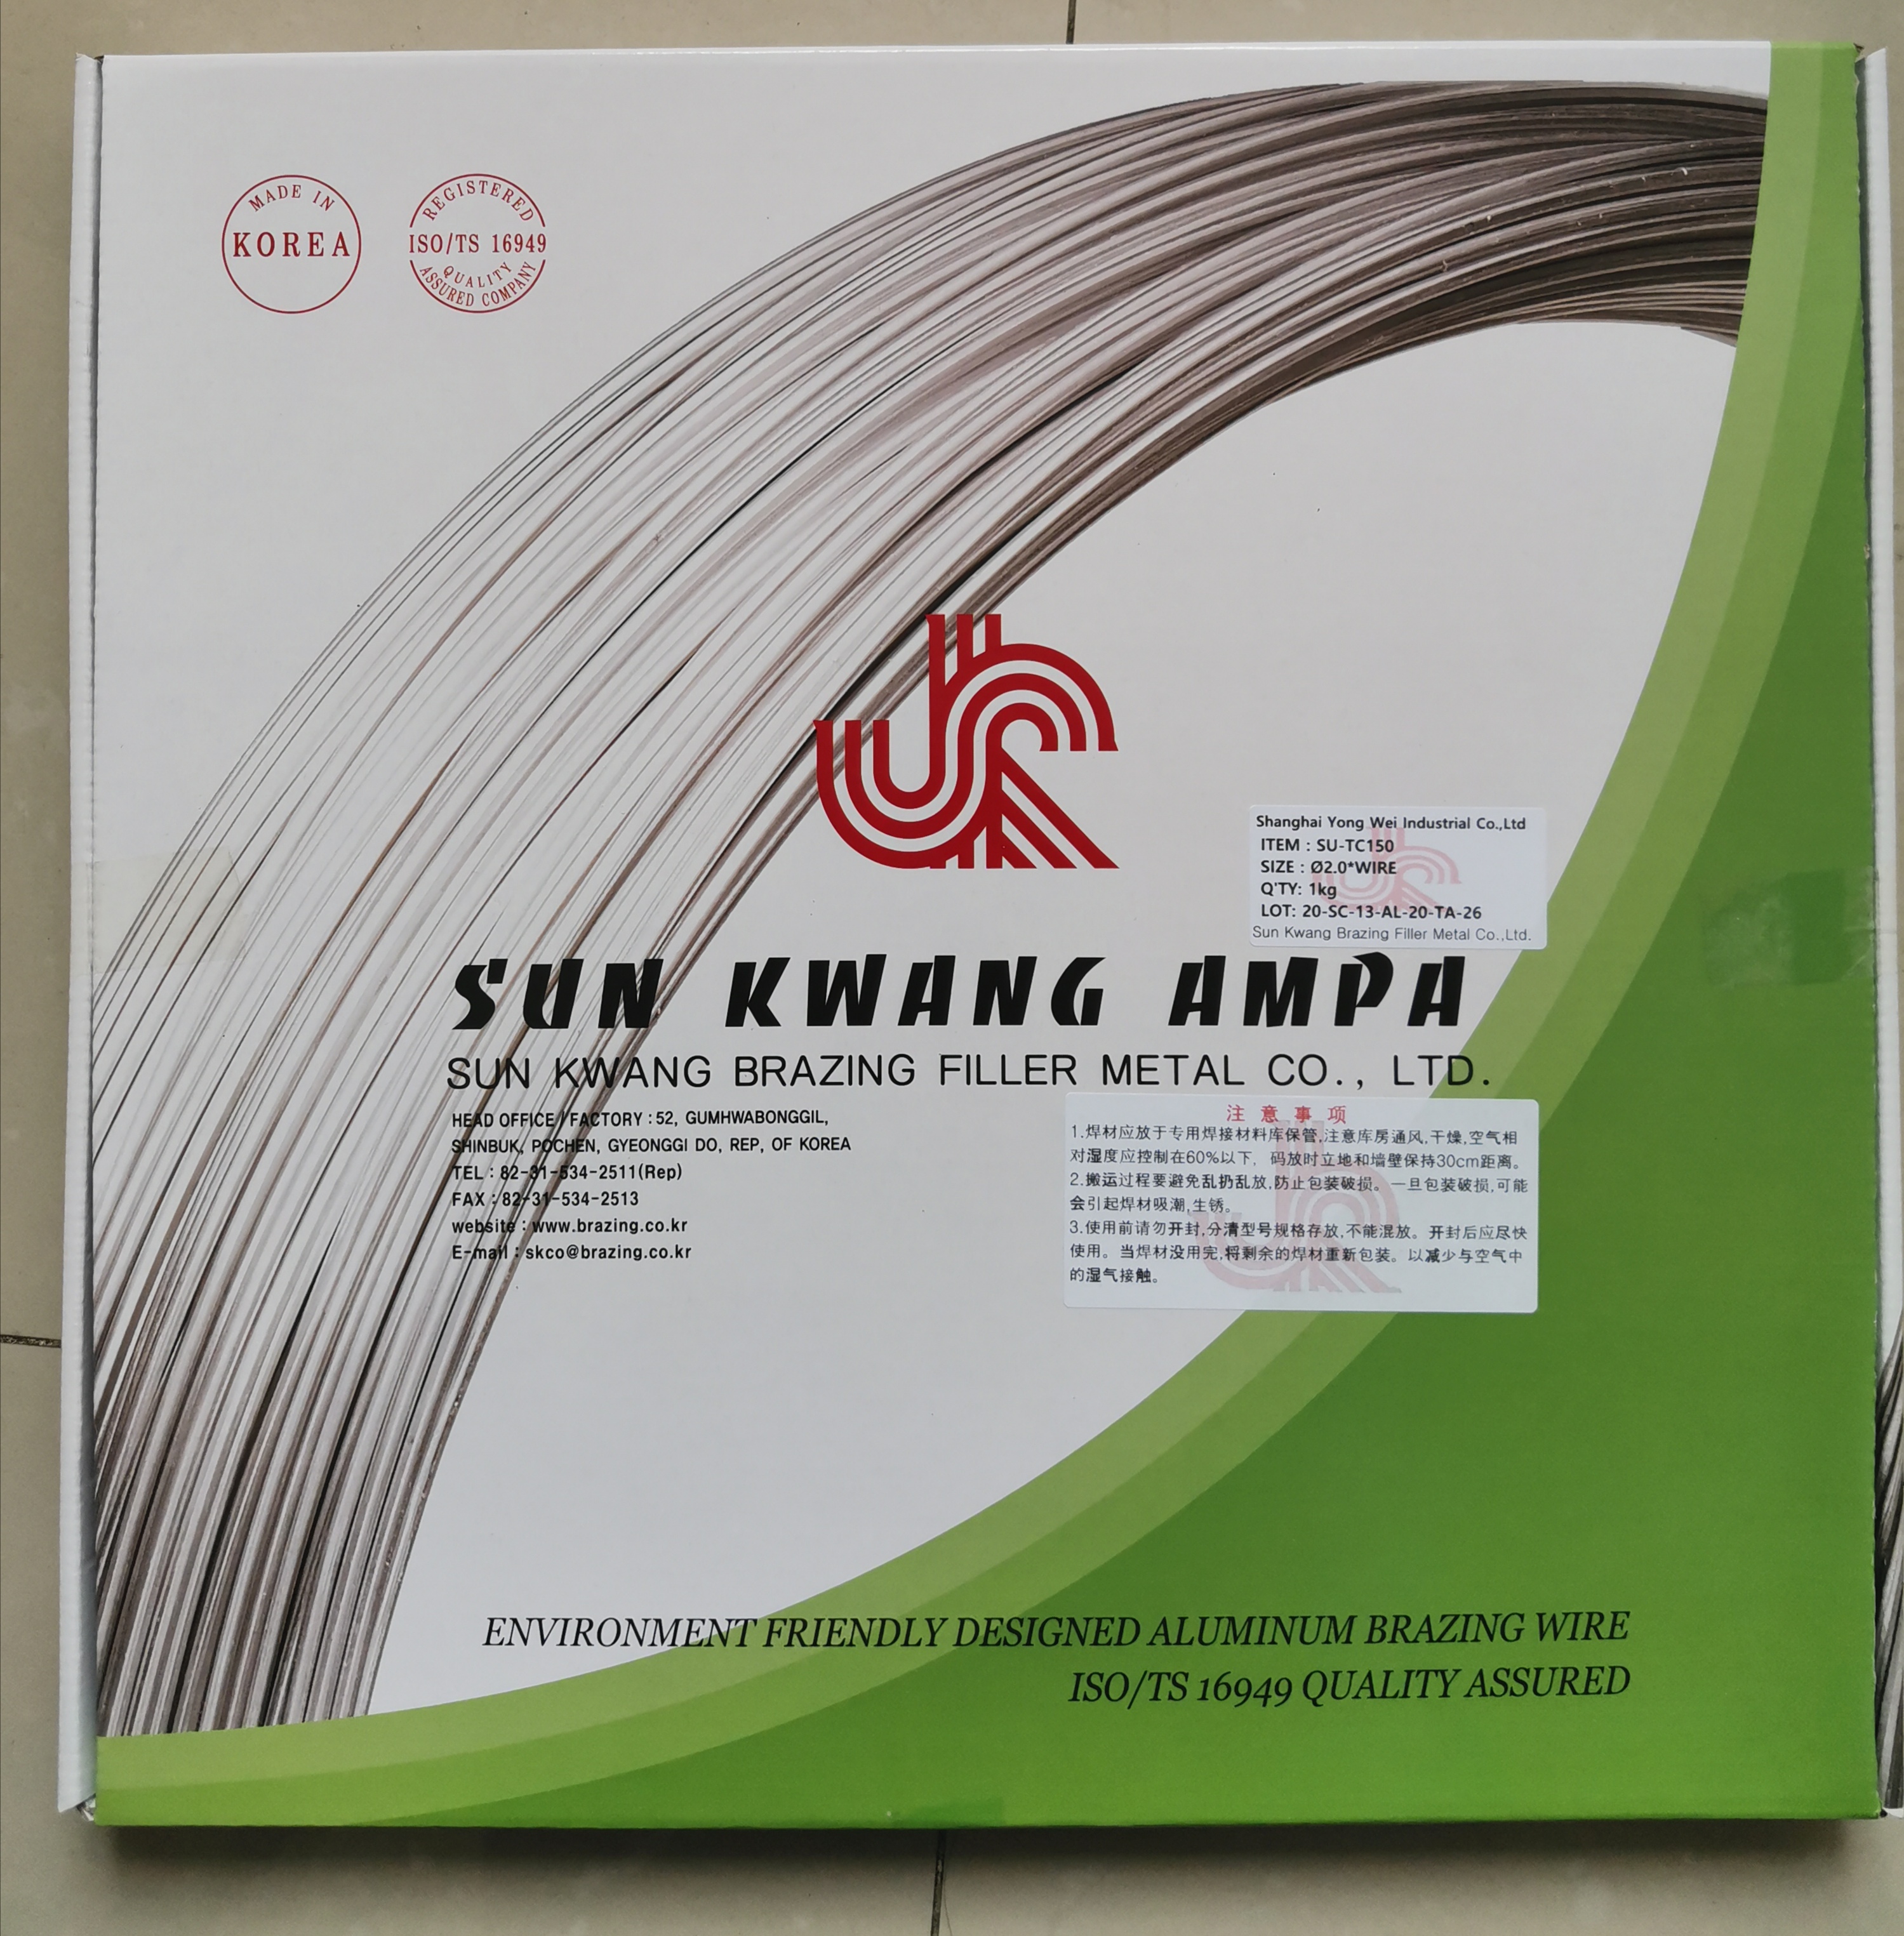 MADE IN
KOREA
REGISTERED
ISO/TS 16949
QUALITY
ASSURED COMPANY
Shanghai Yong Wei Industrial Co.,Ltd
ITEM : SU-TC150
SIZE : Ø2.0*WIRE
Q'TY: 1kg
LOT: 20-SC-13-AL-20-TA-26
Sun Kwang Brazing Filler Metal Co.,Ltd.
SUN KWANG AMPA
SUN KWANG BRAZING FILLER METAL CO., LTD.
HEAD OFFICE / FACTORY : 52, GUMHWABONGGIL,
SHINBUK, POCHEN, GYEONGGI DO, REP, OF KOREA
TEL : 82-31-534-2511(Rep)
FAX : 82-31-534-2513
website : www.brazing.co.kr
E-mail : skco@brazing.co.kr
注意事项
1.焊材应放于专用焊接材料库保管,注意库房通风,干燥,空气相
对湿度应控制在60%以下, 码放时立地和墙壁保持30cm距离。
2.搬运过程要避免乱扔乱放,防止包装破损。一旦包装破损,可能
会引起焊材吸潮,生锈。
3.使用前请勿开封,分清型号规格存放,不能混放。开封后应尽快
使用。当焊材没用完,将剩余的焊材重新包装。以减少与空气中
的湿气接触。
ENVIRONMENT FRIENDLY DESIGNED ALUMINUM BRAZING WIRE
ISO/TS 16949 QUALITY ASSURED